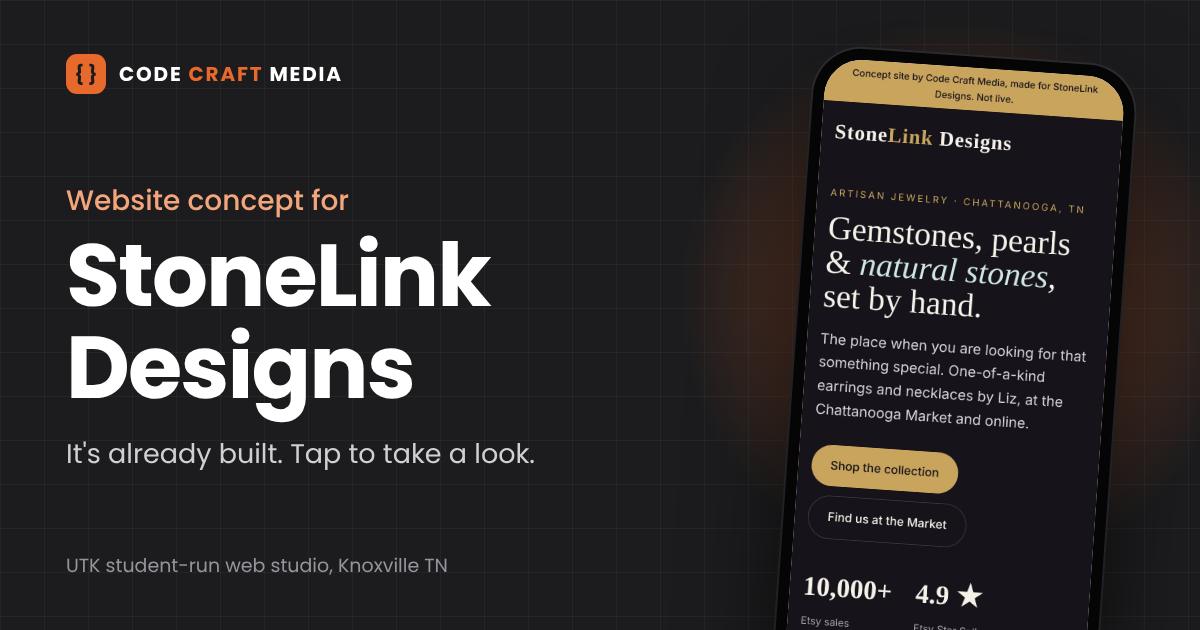 { } CODE CRAFT MEDIA
Website concept for
StoneLink
Designs
It's already built. Tap to take a look.
UTK student-run web studio, Knoxville TN
Concept site by Code Craft Media, made for StoneLink
Designs. Not live.
StoneLink Designs
ARTISAN JEWELRY · CHATTANOOGA, TN
Gemstones, pearls
& natural stones,
set by hand.
The place when you are looking for that
something special. One-of-a-kind
earrings and necklaces by Liz, at the
Chattanooga Market and online.
Shop the collection
Find us at the Market
10,000+ 4.9 ★
Etsy sales Etsy Star